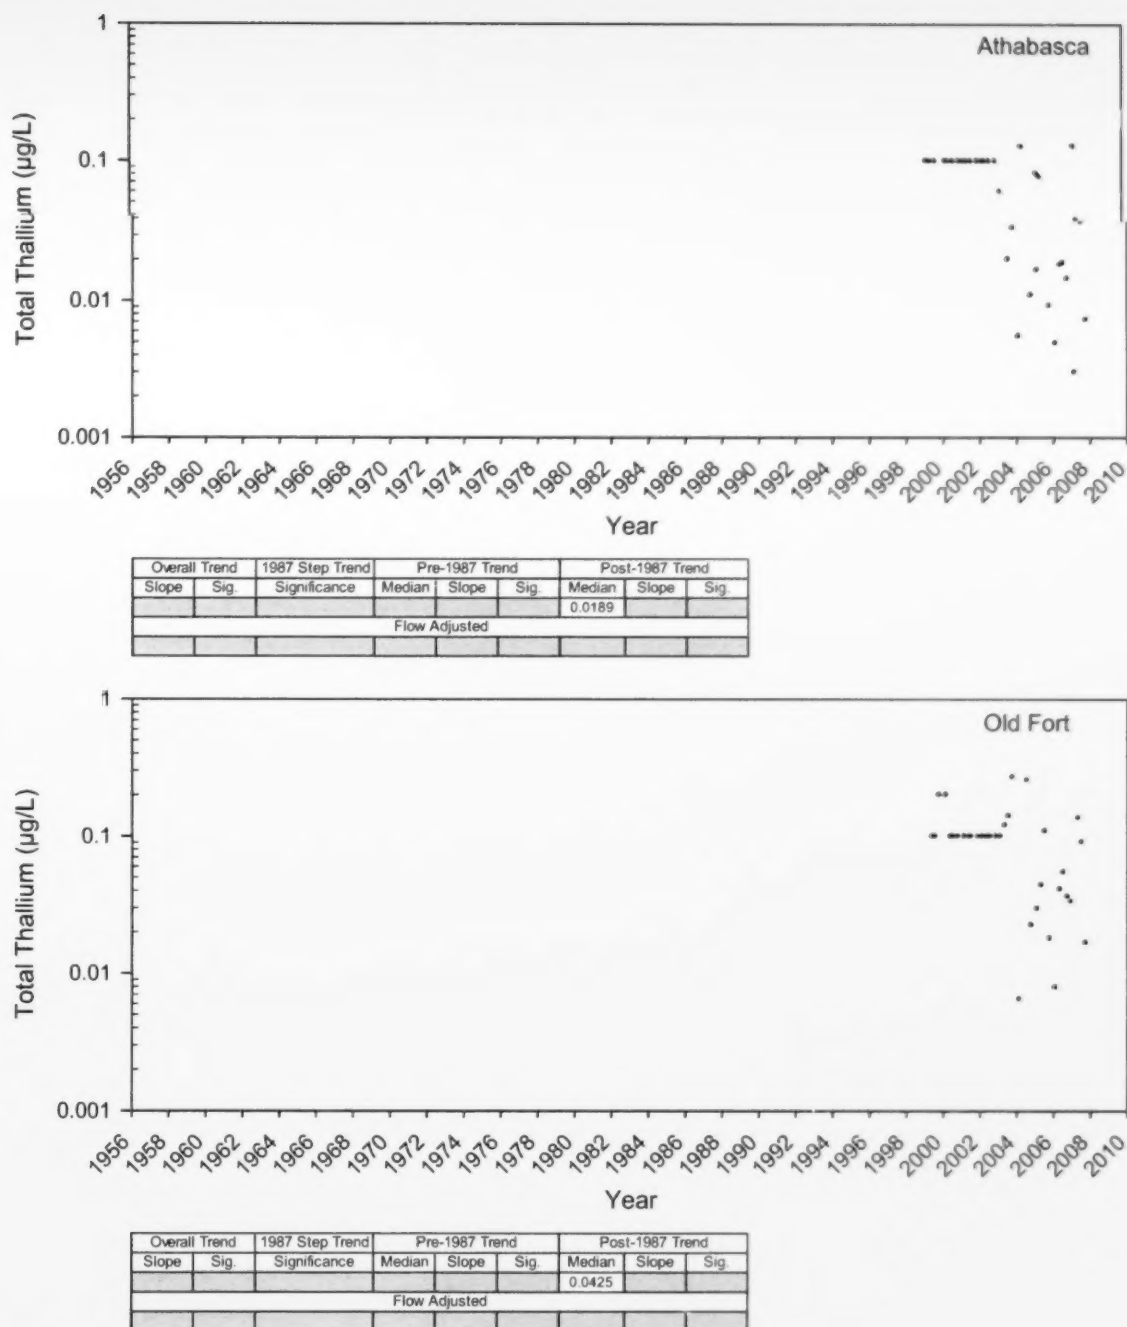 Athabasca
Total Thallium (µg/L)
1
0.1
0.01
0.001
1956 1958 1960 1962 1964 1966 1968 1970 1972 1974 1976 1978 1980 1982 1984 1986 1988 1990 1992 1994 1996 1998 2000 2002 2004 2006 2008 2010
Year
Overall Trend 1987 Step Trend Pre-1987 Trend Post-1987 Trend
Slope Sig. Significance Median Slope Sig. Median Slope Sig.
0.0189
Flow Adjusted
Old Fort
Total Thallium (µg/L)
1
0.1
0.01
0.001
1956 1958 1960 1962 1964 1966 1968 1970 1972 1974 1976 1978 1980 1982 1984 1986 1988 1990 1992 1994 1996 1998 2000 2002 2004 2006 2008 2010
Year
Overall Trend 1987 Step Trend Pre-1987 Trend Post-1987 Trend
Slope Sig. Significance Median Slope Sig. Median Slope Sig.
0.0425
Flow Adjusted